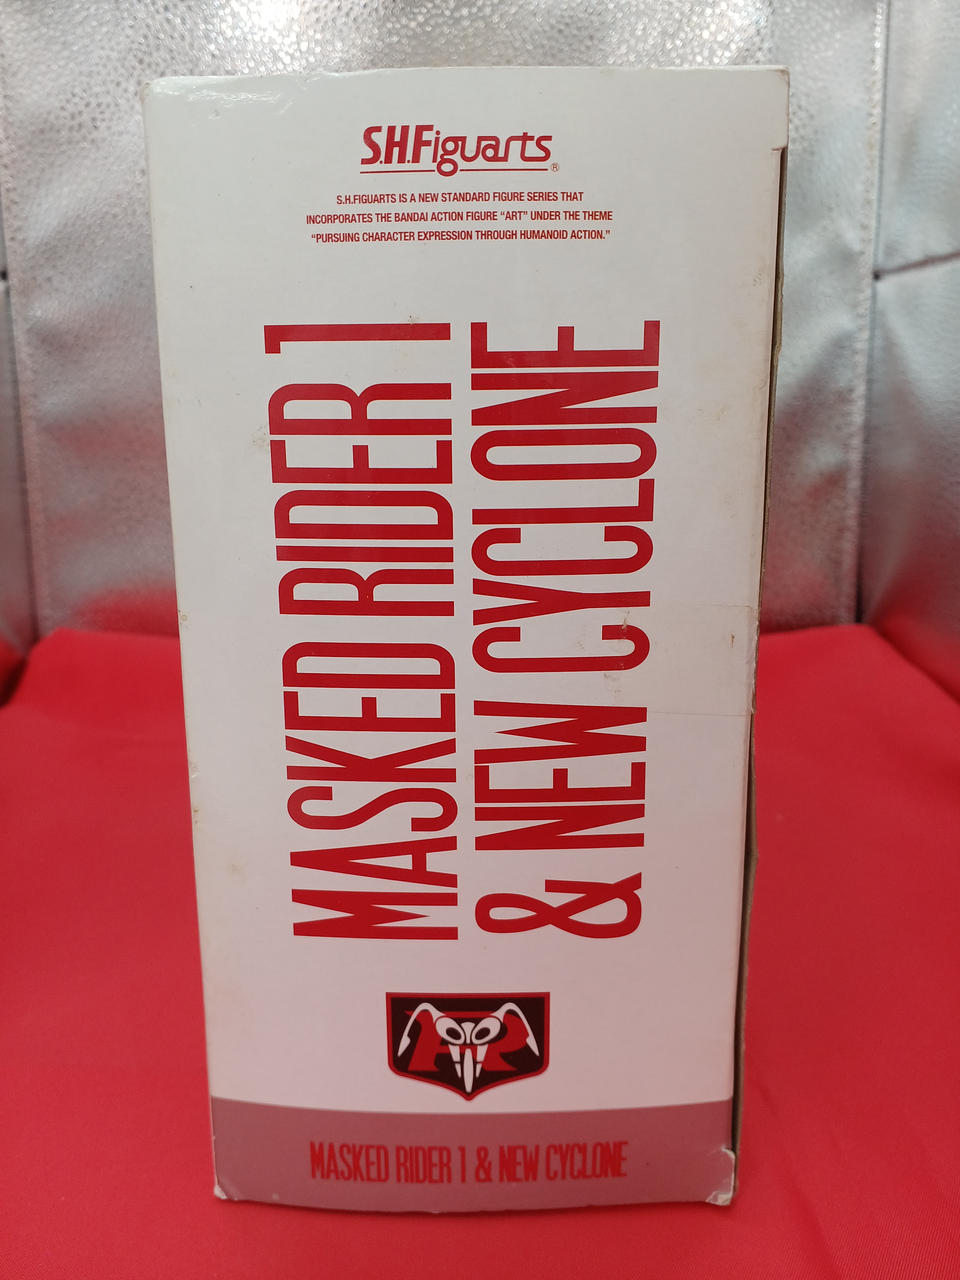 S.H.Figuarts®
S.H.FIGUARTS IS A NEW STANDARD FIGURE SERIES THAT
INCORPORATES THE BANDAI ACTION FIGURE “ART” UNDER THE THEME
“PURSUING CHARACTER EXPRESSION THROUGH HUMANOID ACTION.”
MASKED RIDER 1
& NEW CYCLONE
MASKED RIDER 1 & NEW CYCLONE